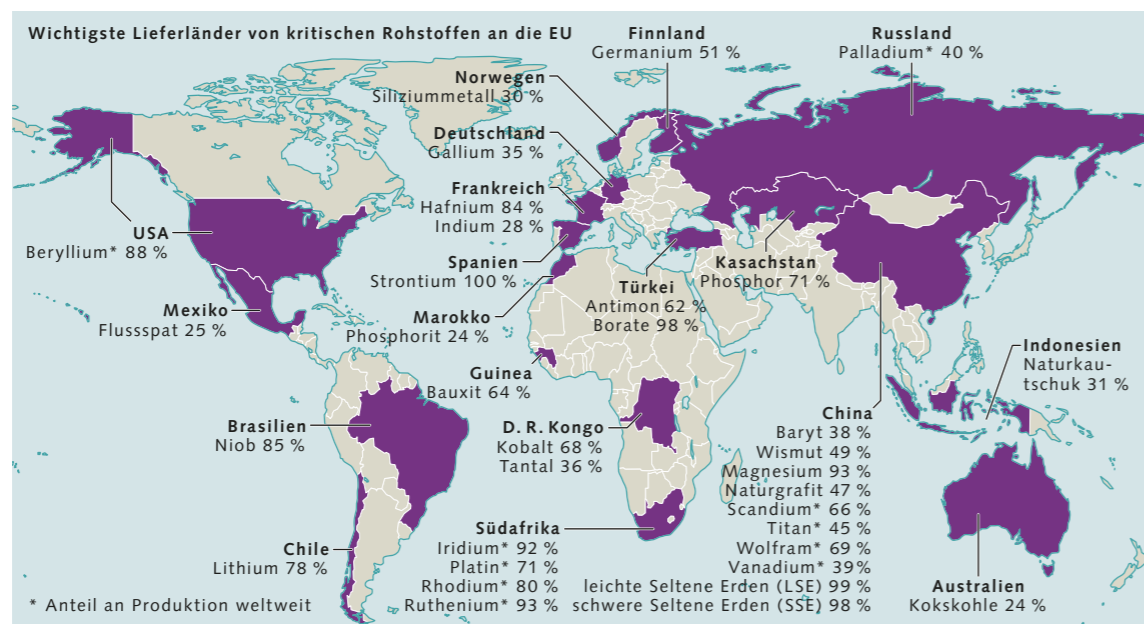 Wichtigste Lieferländer von kritischen Rohstoffen an die EU
Finnland
Germanium 51 %
Russland
Palladium* 40 %
Norwegen
Siliziummetall 30 %
Deutschland
Gallium 35 %
Frankreich
Hafnium 84 %
Indium 28 %
USA
Beryllium* 88 %
Spanien
Strontium 100 %
Kasachstan
Phosphor 71 %
Türkei
Antimon 62 %
Borate 98 %
Mexiko
Flussspat 25 %
Marokko
Phosphorit 24 %
Indonesien
Naturkau-
tschuk 31 %
Guinea
Bauxit 64 %
Brasilien
Niob 85 %
D. R. Kongo
Kobalt 68 %
Tantal 36 %
China
Baryt 38 %
Wismut 49 %
Magnesium 93 %
Naturgrafit 47 %
Scandium* 66 %
Titan* 45 %
Wolfram* 69 %
Vanadium* 39 %
leichte Seltene Erden (LSE) 99 %
schwere Seltene Erden (SSE) 98 %
Südafrika
Iridium* 92 %
Platin* 71 %
Rhodium* 80 %
Ruthenium* 93 %
Chile
Lithium 78 %
Australien
Kokskohle 24 %
* Anteil an Produktion weltweit